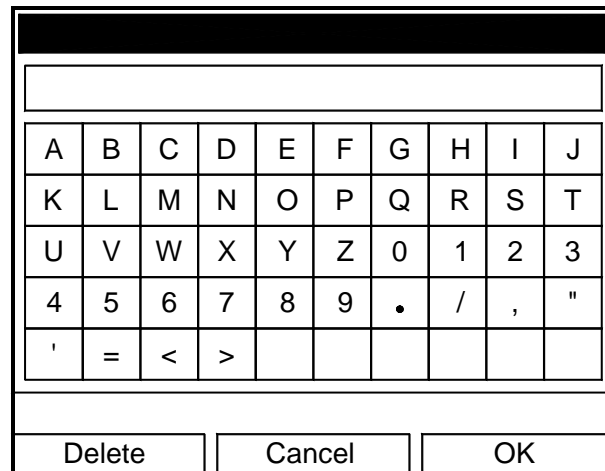 A B C D E F G H I J
K L M N O P Q R S T
U V W X Y Z 0 1 2 3
4 5 6 7 8 9 . / , "
' = < >
Delete Cancel OK